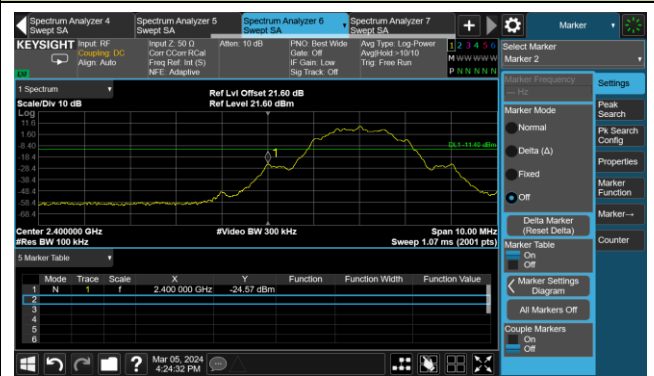 Spectrum Analyzer 4
Swept SA
Spectrum Analyzer 5
Swept SA
Spectrum Analyzer 6
Swept SA
Spectrum Analyzer 7
Swept SA
+
Marker
KEYSIGHT
Input: RF
Coupling: DC
Align: Auto
Input Z: 50 Ω
Corr CCorr RCal
Freq Ref: Int (S)
NFE: Adaptive
Atten: 10 dB
PNO: Best Wide
Gate: Off
IF Gain: Low
Sig Track: Off
Avg Type: Log-Power
Avg|Hold:>10/10
Trig: Free Run
1 2 3 4 5 6
M W W W W W
P N N N N N
LXI
Select Marker
Marker 2
1 Spectrum
Scale/Div 10 dB
Ref Lvl Offset 21.60 dB
Ref Level 21.60 dBm
Log
11.6
1.60
-8.40
-18.4
-28.4
-38.4
-48.4
-58.4
-68.4
1
DL1 -11.45 dBm
Center 2.400000 GHz
#Res BW 100 kHz
#Video BW 300 kHz
Span 10.00 MHz
Sweep 1.07 ms (2001 pts)
5 Marker Table
Mode Trace Scale X Y Function Function Width Function Value
1 N 1 f 2.400 000 GHz -24.57 dBm
2
3
4
5
6
Marker Frequency
--- Hz
Marker Mode
Normal
Delta (Δ)
Fixed
Off
Delta Marker
(Reset Delta)
Marker Table
On
Off
Marker Settings
Diagram
All Markers Off
Couple Markers
On
Off
Settings
Peak
Search
Pk Search
Config
Properties
Marker
Function
Marker→
Counter
?
Mar 05, 2024
4:24:32 PM